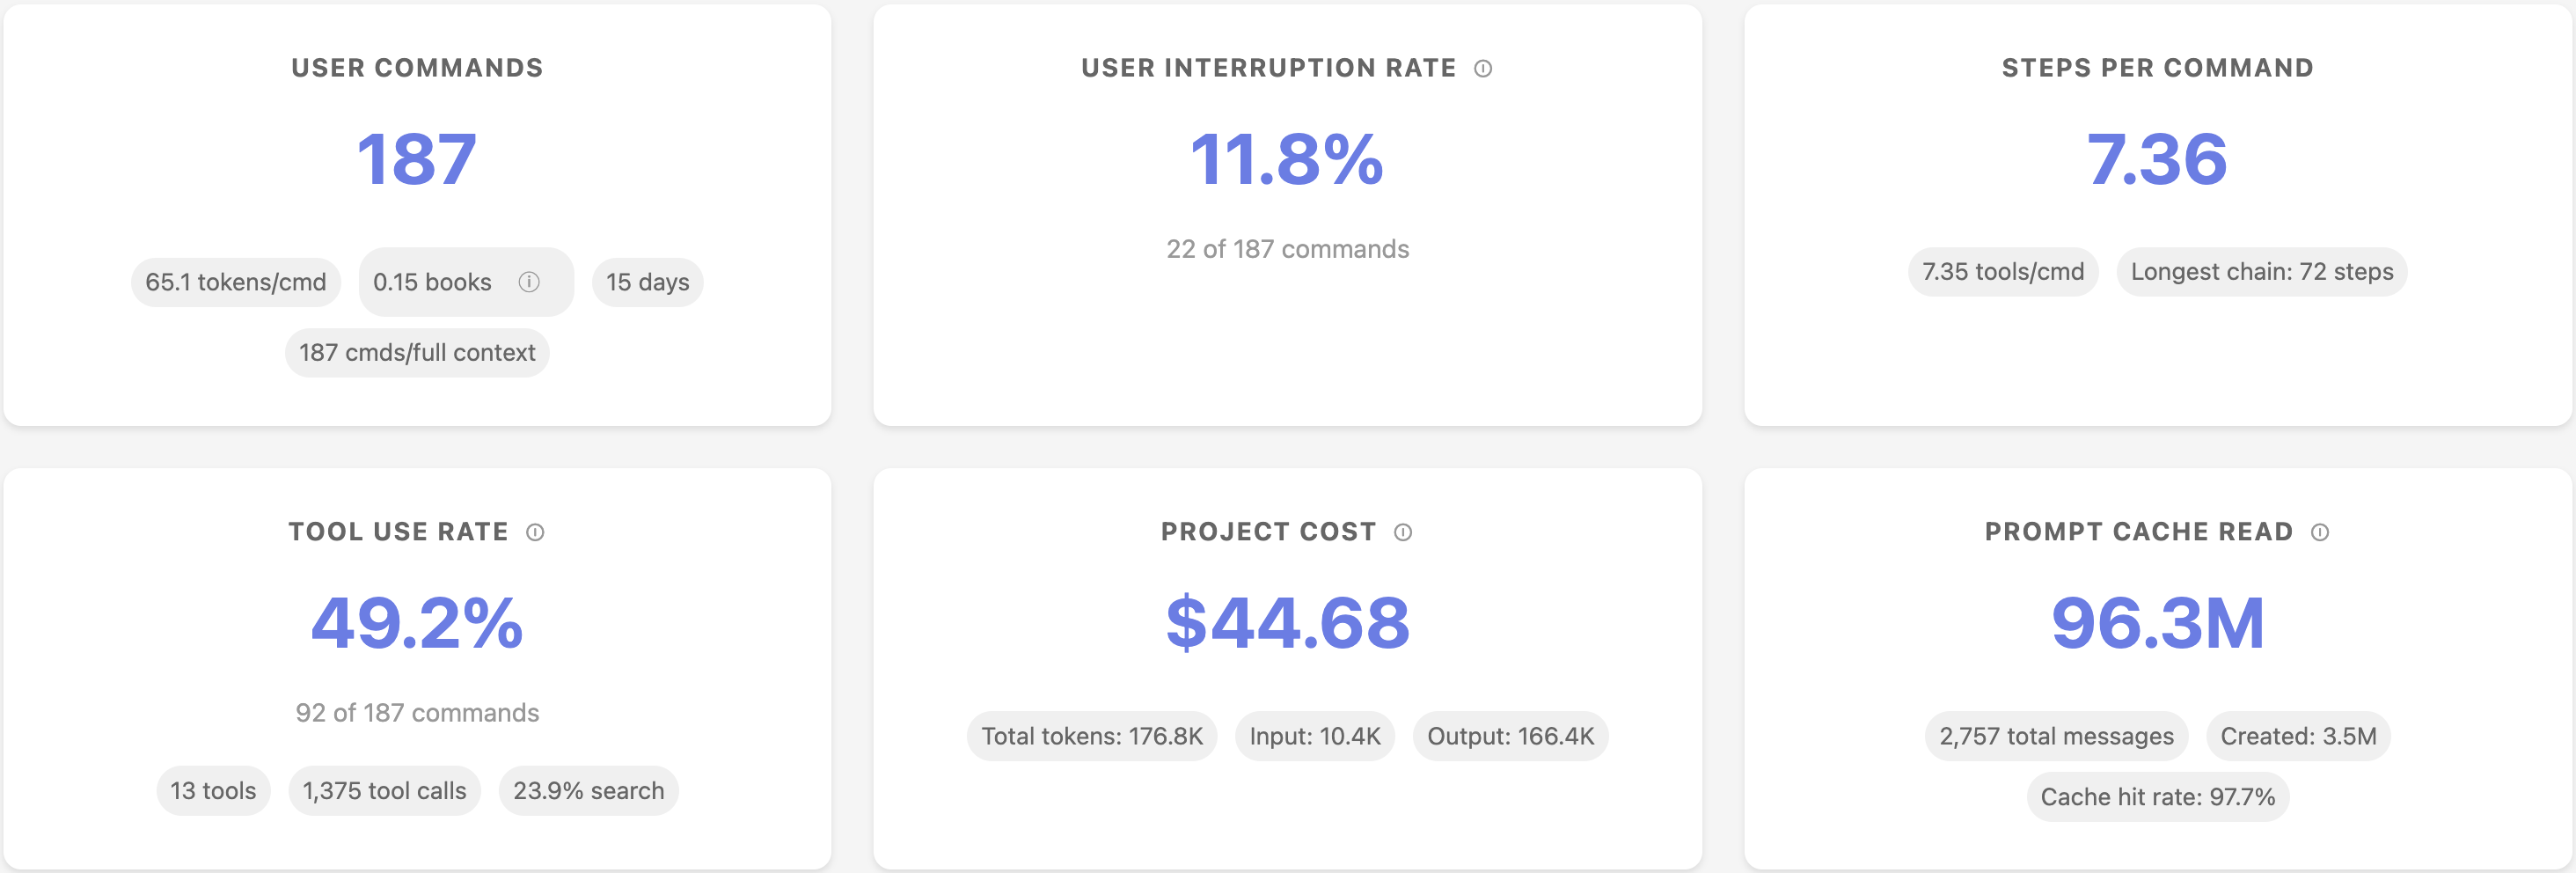 USER COMMANDS
187
65.1 tokens/cmd
0.15 books
15 days
187 cmds/full context
USER INTERRUPTION RATE
11.8%
22 of 187 commands
STEPS PER COMMAND
7.36
7.35 tools/cmd
Longest chain: 72 steps
TOOL USE RATE
49.2%
92 of 187 commands
13 tools
1,375 tool calls
23.9% search
PROJECT COST
$44.68
Total tokens: 176.8K
Input: 10.4K
Output: 166.4K
PROMPT CACHE READ
96.3M
2,757 total messages
Created: 3.5M
Cache hit rate: 97.7%